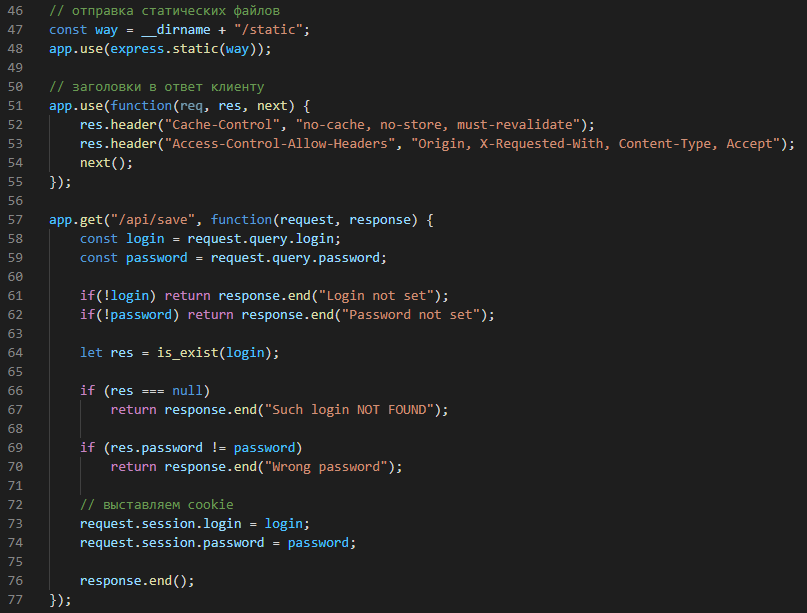 46 // отправка статических файлов
47 const way = __dirname + "/static";
48 app.use(express.static(way));
49
50 // заголовки в ответ клиенту
51 app.use(function(req, res, next) {
52     res.header("Cache-Control", "no-cache, no-store, must-revalidate");
53     res.header("Access-Control-Allow-Headers", "Origin, X-Requested-With, Content-Type, Accept");
54     next();
55 });
56
57 app.get("/api/save", function(request, response) {
58     const login = request.query.login;
59     const password = request.query.password;
60
61     if(!login) return response.end("Login not set");
62     if(!password) return response.end("Password not set");
63
64     let res = is_exist(login);
65
66     if (res === null)
67         return response.end("Such login NOT FOUND");
68
69     if (res.password != password)
70         return response.end("Wrong password");
71
72     // выставляем cookie
73     request.session.login = login;
74     request.session.password = password;
75
76     response.end();
77 });